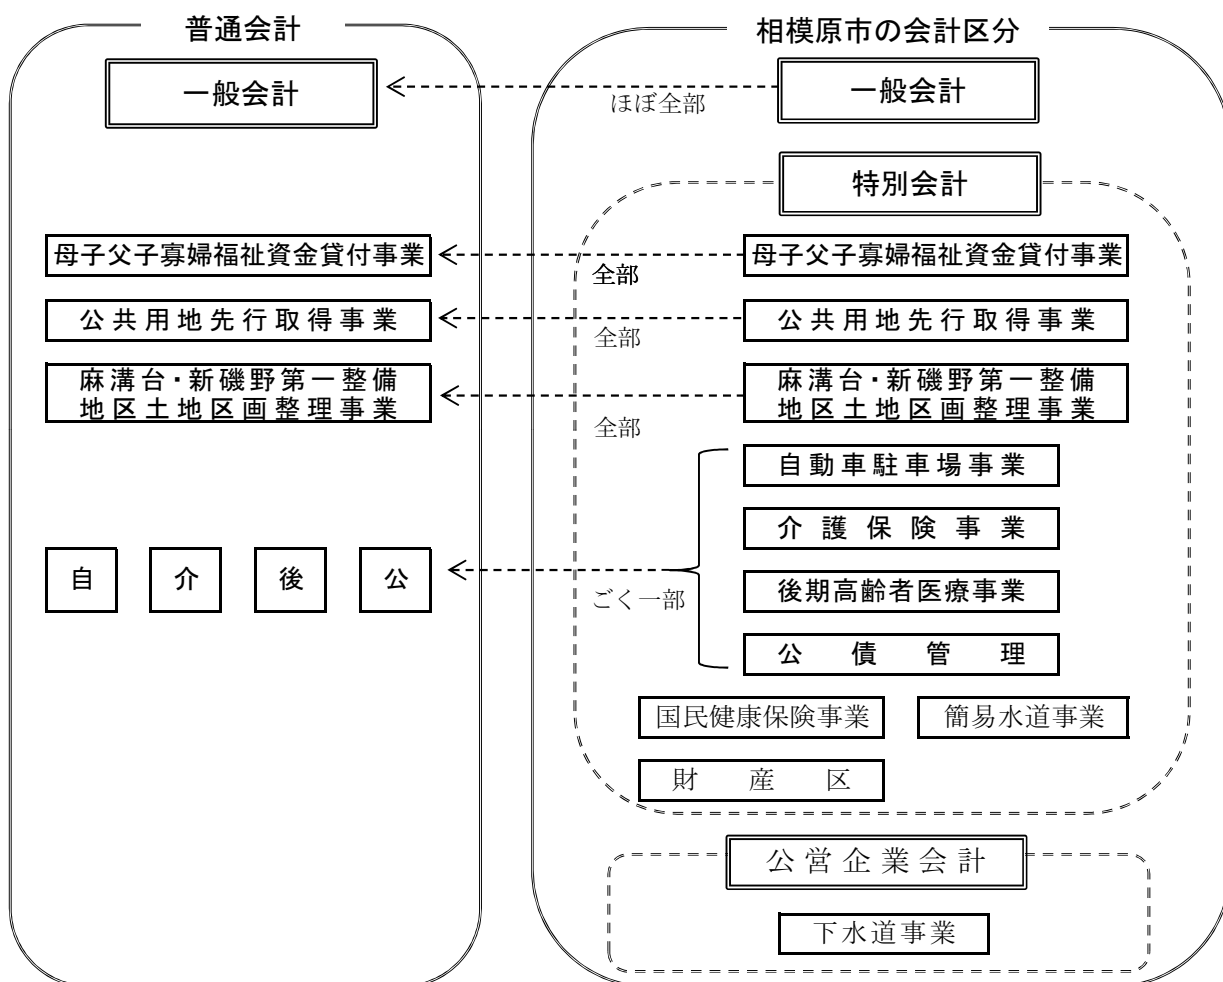 普通会計
相模原市の会計区分
一般会計
ほぼ全部
一般会計
特別会計
母子父子寡婦福祉資金貸付事業
全部
母子父子寡婦福祉資金貸付事業
公共用地先行取得事業
全部
公共用地先行取得事業
麻溝台・新磯野第一整備
地区土地区画整理事業
全部
麻溝台・新磯野第一整備
地区土地区画整理事業
自動車駐車場事業
介護保険事業
自
介
後
公
ごく一部
後期高齢者医療事業
公債管理
国民健康保険事業
簡易水道事業
財産区
公営企業会計
下水道事業